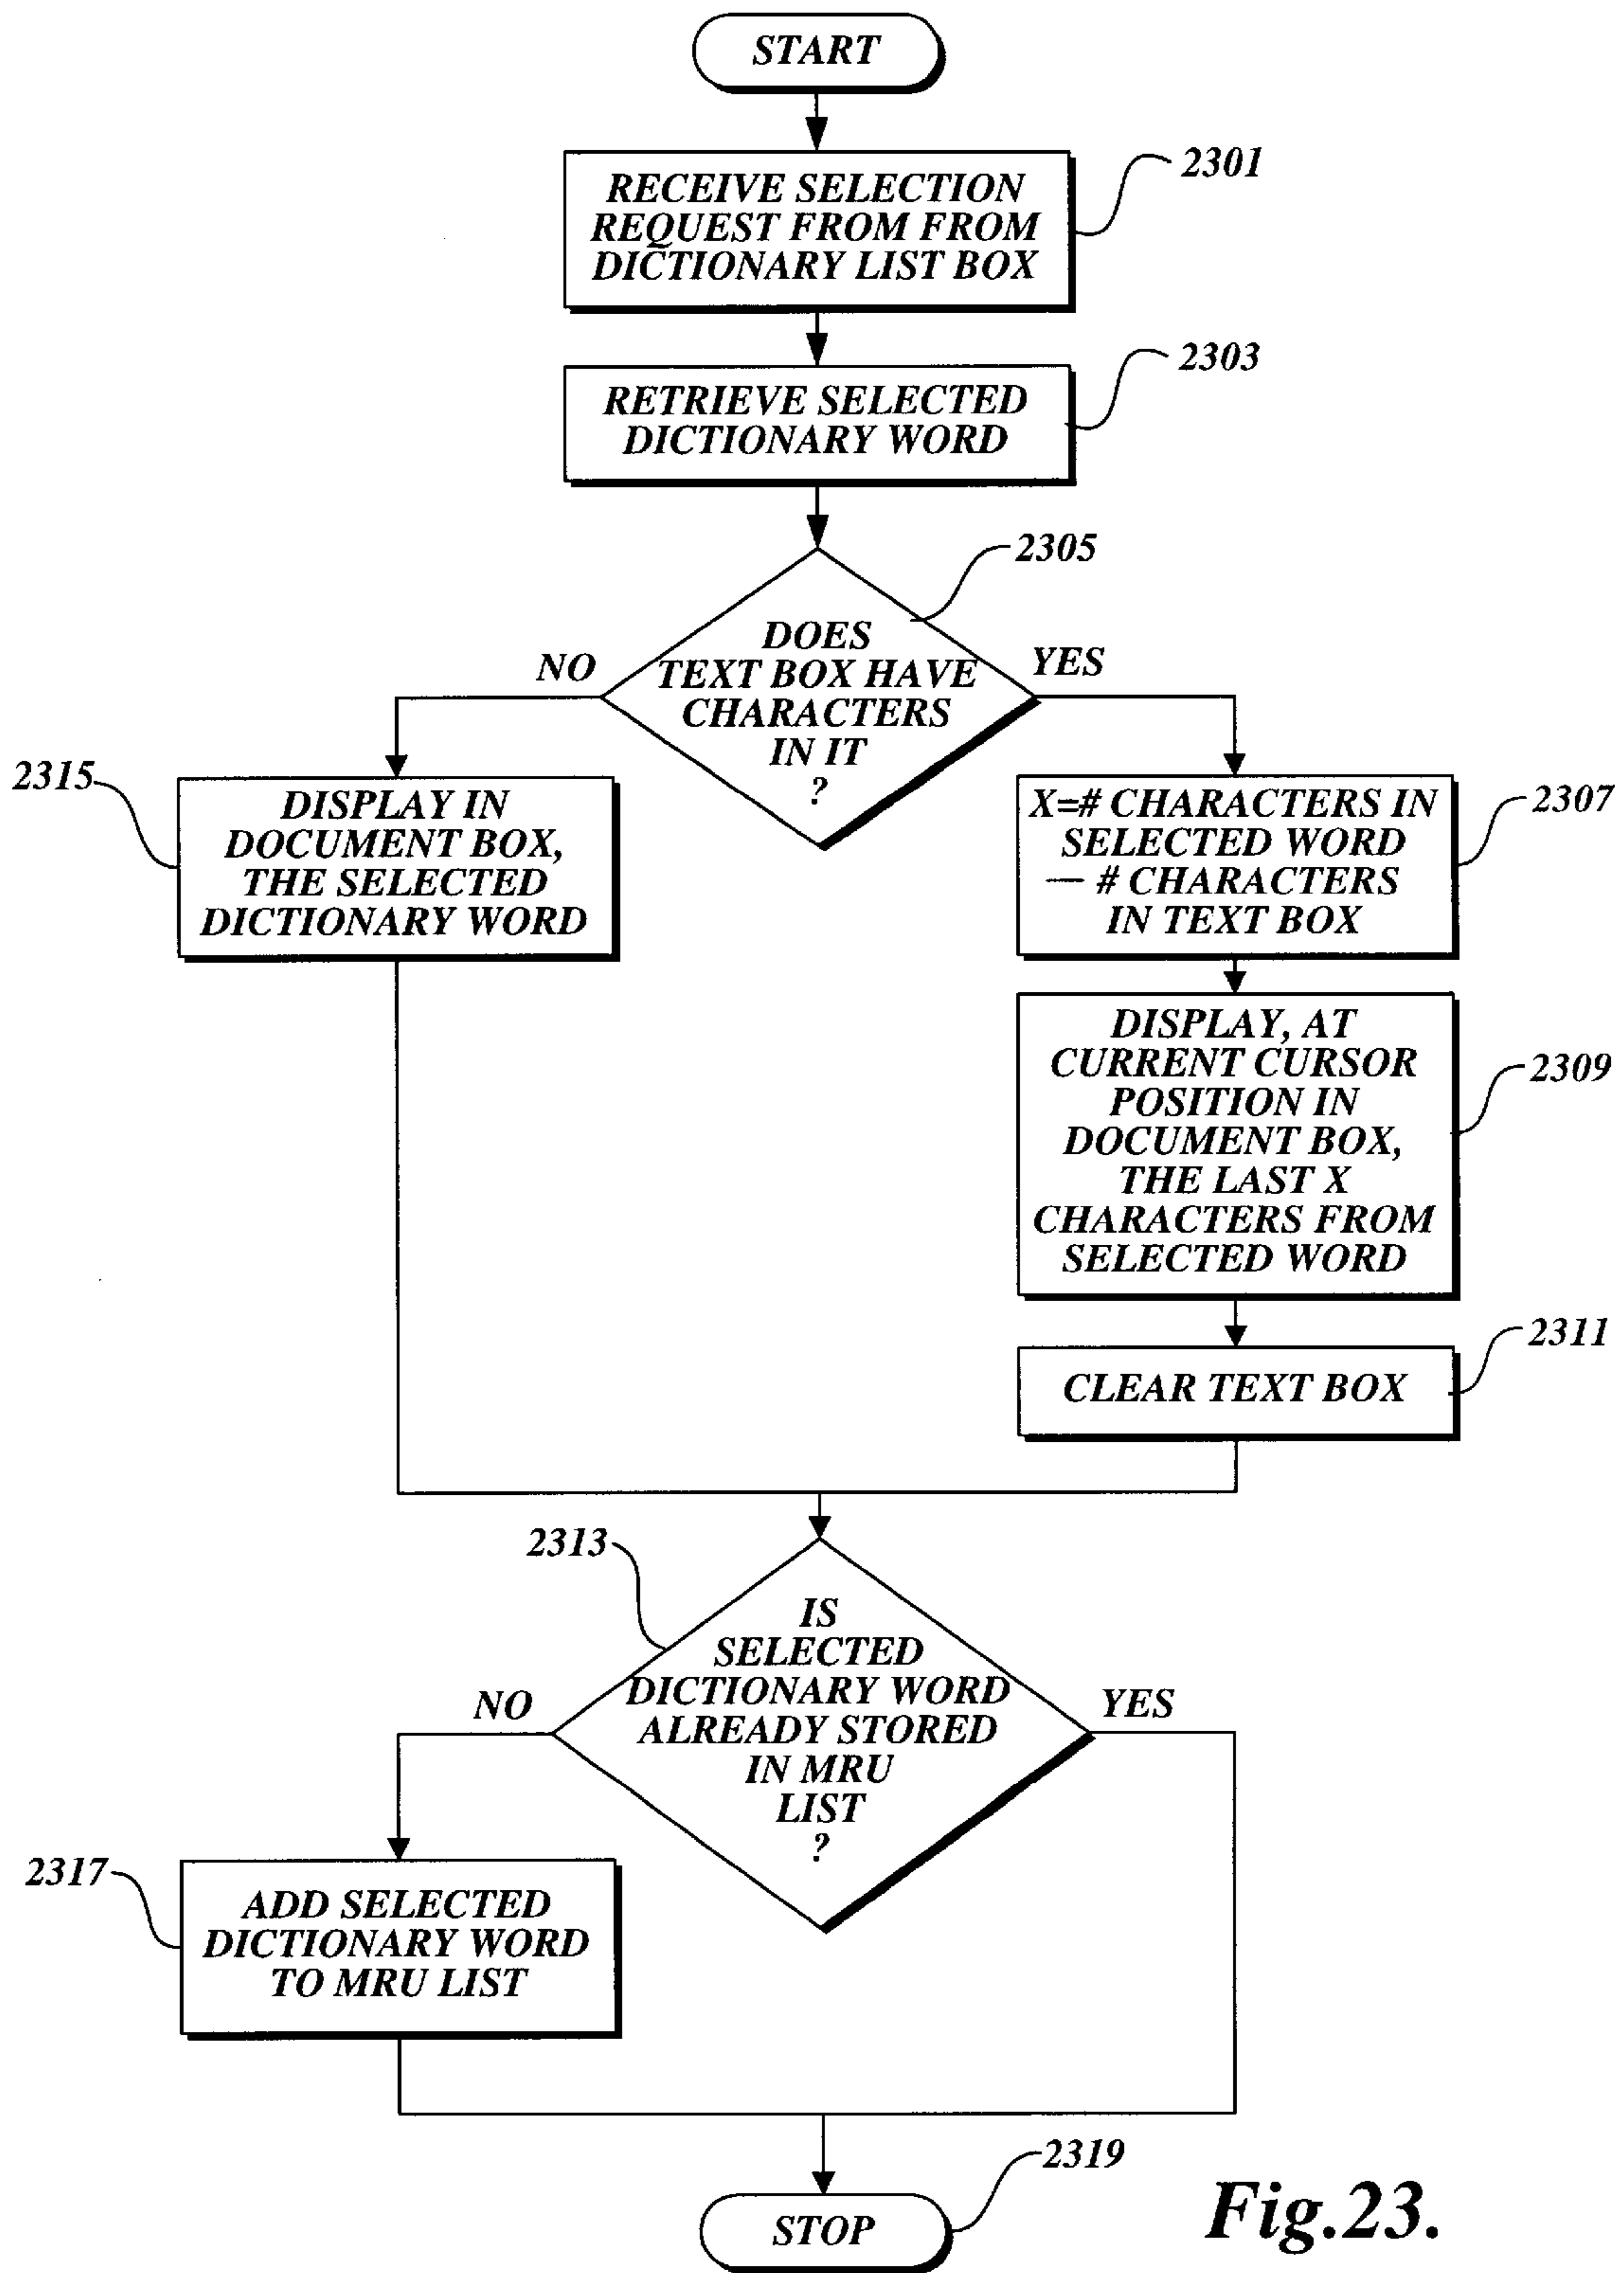 START
RECEIVE SELECTION
REQUEST FROM FROM
DICTIONARY LIST BOX
2301
RETRIEVE SELECTED
DICTIONARY WORD
2303
DOES
TEXT BOX HAVE
CHARACTERS
IN IT
?
2305
NO
YES
2315
DISPLAY IN
DOCUMENT BOX,
THE SELECTED
DICTIONARY WORD
X=# CHARACTERS IN
SELECTED WORD
— # CHARACTERS
IN TEXT BOX
2307
DISPLAY, AT
CURRENT CURSOR
POSITION IN
DOCUMENT BOX,
THE LAST X
CHARACTERS FROM
SELECTED WORD
2309
CLEAR TEXT BOX
2311
2313
IS
SELECTED
DICTIONARY WORD
ALREADY STORED
IN MRU
LIST
?
NO
YES
2317
ADD SELECTED
DICTIONARY WORD
TO MRU LIST
2319
STOP
Fig.23.